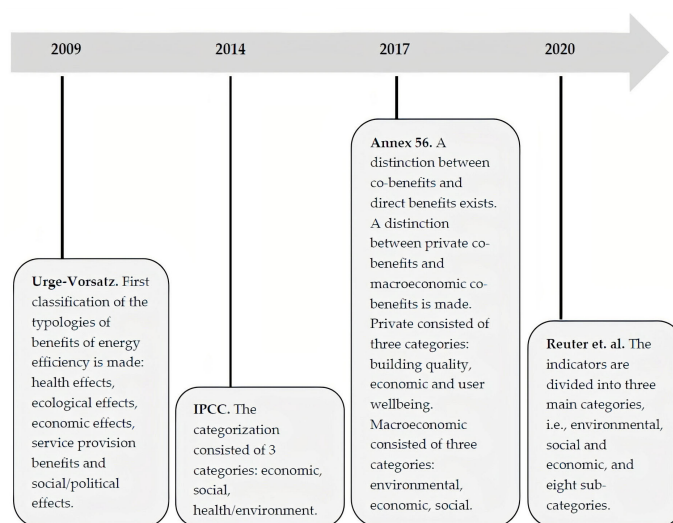 2009
2014
2017
2020
Urge-Vorsatz. First
classification of the
typologies of
benefits of energy
efficiency is made:
health effects,
ecological effects,
economic effects,
service provision
benefits and
social/political
effects.
IPCC. The
categorization
consisted of 3
categories: economic,
social,
health/environment.
Annex 56. A
distinction between
co-benefits and
direct benefits exists.
A distinction
between private co-
benefits and
macroeconomic co-
benefits is made.
Private consisted of
three categories:
building quality,
economic and user
wellbeing.
Macroeconomic
consisted of three
categories:
environmental,
economic, social.
Reuter et. al. The
indicators are
divided into three
main categories,
i.e., environmental,
social and
economic, and
eight sub-
categories.